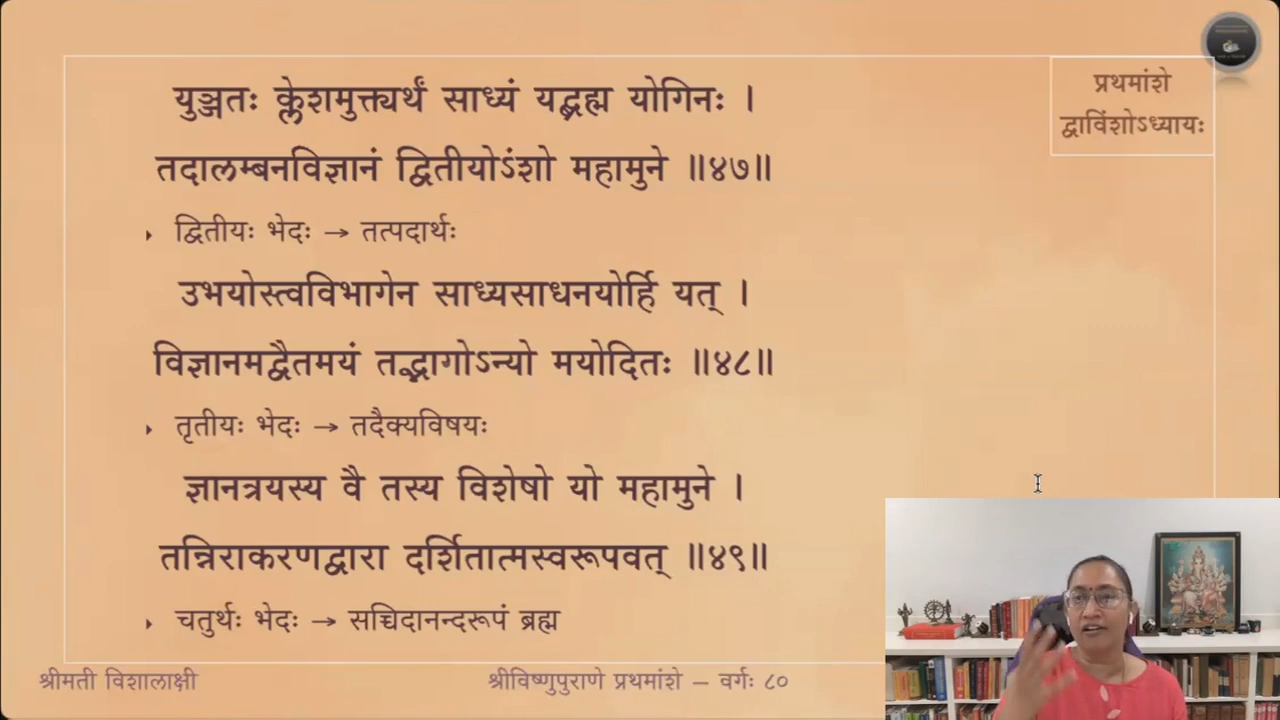 युञ्जतः क्लेशमुक्त्यर्थं साध्यं यद्ब्रह्म योगिनः ।
तदालम्बनविज्ञानं द्वितीयोऽंशो महामुने ॥४७॥
द्वितीयः भेदः → तत्पदार्थः
उभयोस्त्वविभागेन साध्यसाधनयोर्हि यत् ।
विज्ञानमद्वैतमयं तद्भागोऽन्यो मयोदितः ॥४८॥
तृतीयः भेदः → तदैक्यविषयः
ज्ञानत्रयस्य वै तस्य विशेषो यो महामुने ।
तन्निराकरणद्वारा दर्शितात्मस्वरूपवत् ॥४९॥
चतुर्थः भेदः → सच्चिदानन्दरूपं ब्रह्म
प्रथमांशे
द्वाविंशोऽध्यायः
श्रीमती विशालाक्षी
श्रीविष्णुपुराणे प्रथमांशे – वर्गः ८०